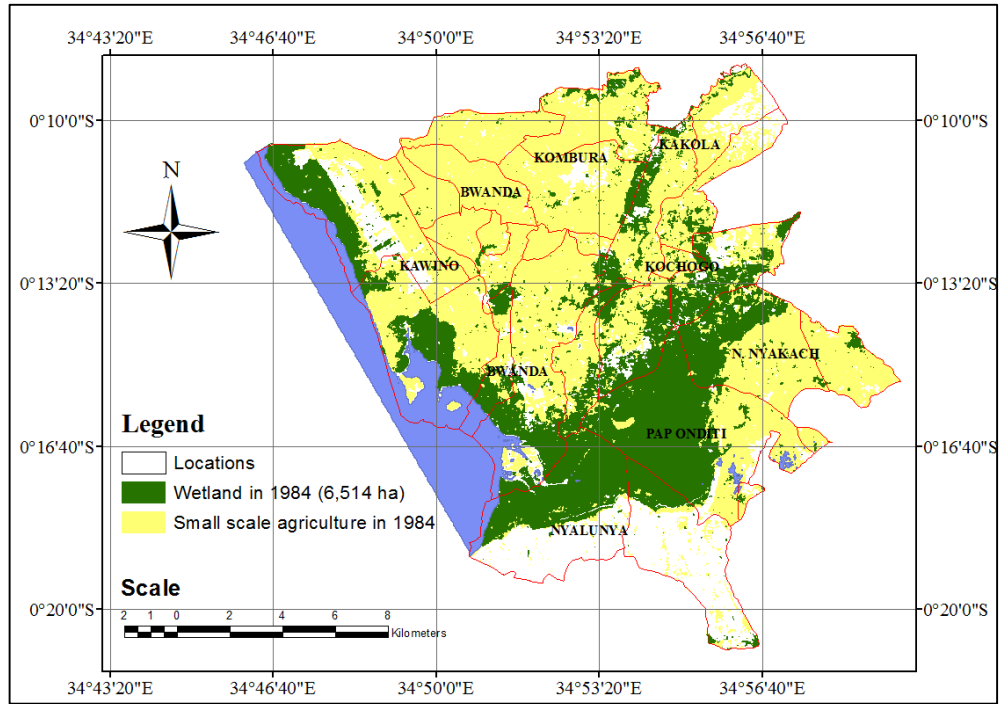 34°43'20"E 34°46'40"E 34°50'0"E 34°53'20"E 34°56'40"E
0°10'0"S 0°10'0"S
KOMBURA KAKOLA
N
BWANDA
KAWINO KOCHOGO
0°13'20"S 0°13'20"S
N. NYAKACH
BWANDA
Legend
PAP ONDITI
0°16'40"S 0°16'40"S
Locations
Wetland in 1984 (6,514 ha)
Small scale agriculture in 1984
NYALUNYA
Scale
0°20'0"S 0°20'0"S
2 1 0 2 4 6 8
Kilometers
34°43'20"E 34°46'40"E 34°50'0"E 34°53'20"E 34°56'40"E